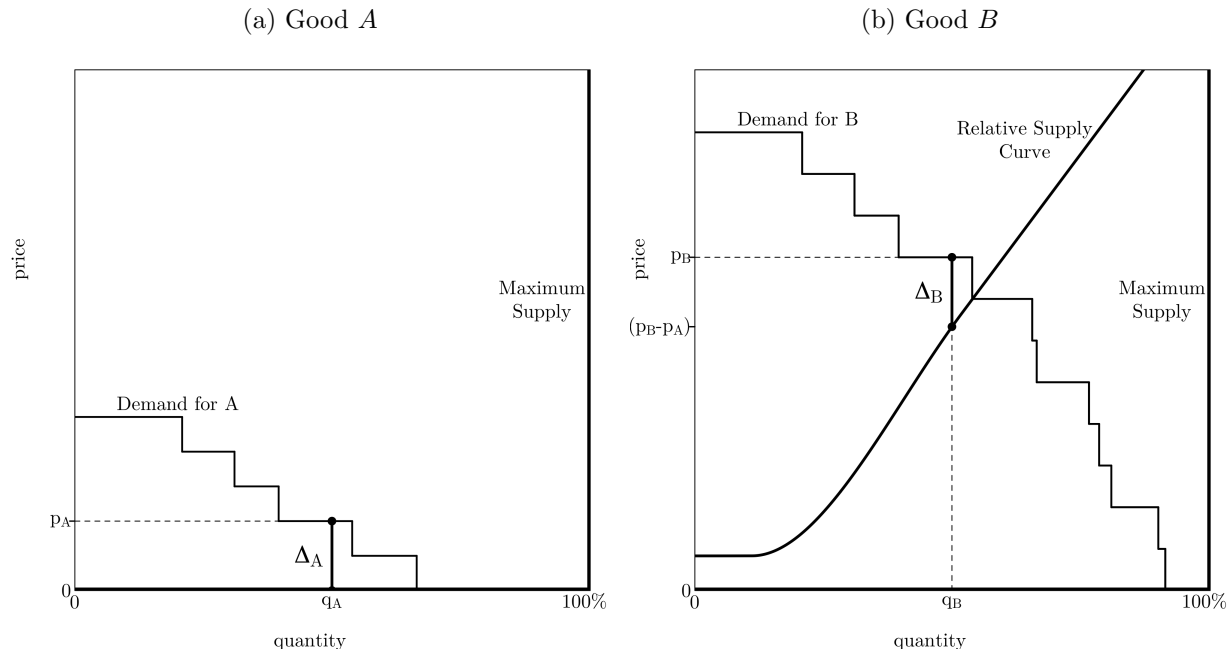 (a) Good A
price
Demand for A
Maximum
Supply
p_A
Δ_A
0
0
q_A
100%
quantity
(b) Good B
price
Demand for B
Relative Supply
Curve
p_B
Δ_B
(p_B-p_A)
Maximum
Supply
0
q_B
100%
quantity